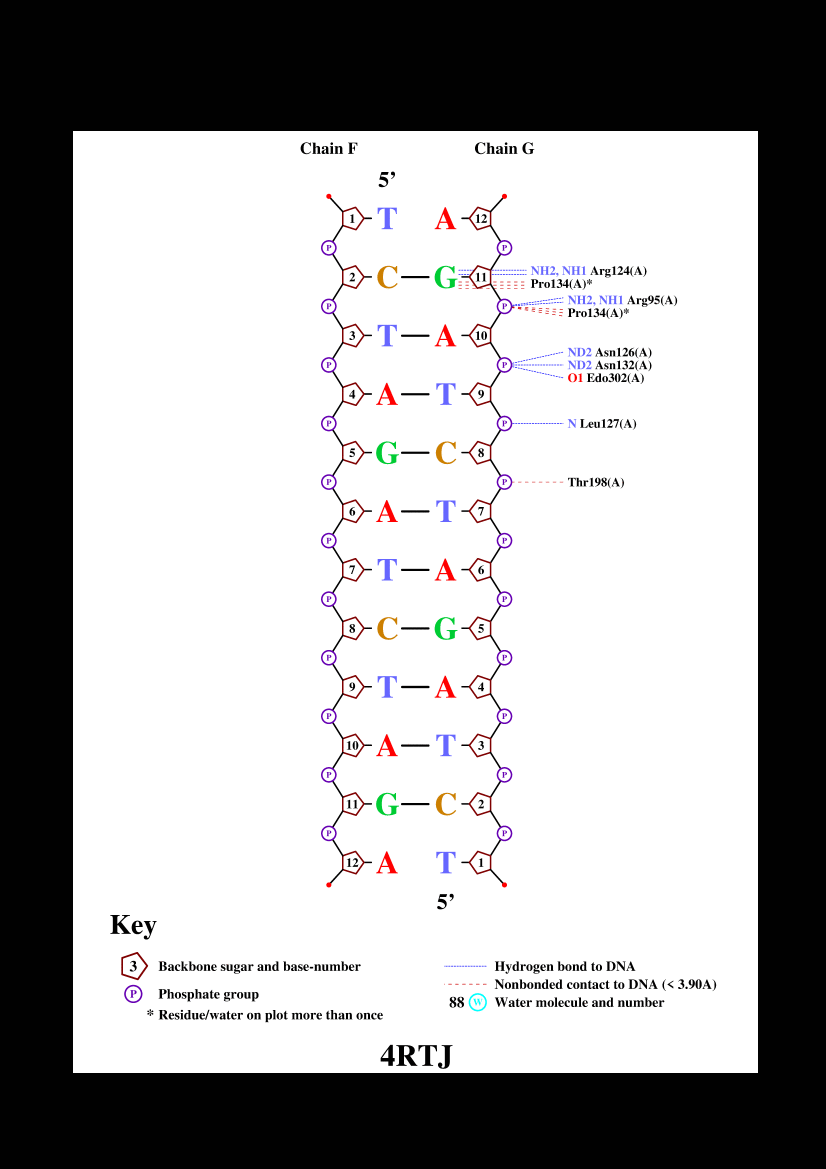 Chain F Chain G
5’
1 T A 12
P P
2 C G 11 NH2, NH1 Arg124(A)
Pro134(A)*
P P NH2, NH1 Arg95(A)
Pro134(A)*
3 T A 10
P P ND2 Asn126(A)
ND2 Asn132(A)
O1 Edo302(A)
4 A T 9
P P N Leu127(A)
5 G C 8
P P Thr198(A)
6 A T 7
P P
7 T A 6
P P
8 C G 5
P P
9 T A 4
P P
10 A T 3
P P
11 G C 2
P P
12 A T 1
5’
Key
3 Backbone sugar and base-number
P Phosphate group
* Residue/water on plot more than once
Hydrogen bond to DNA
Nonbonded contact to DNA (< 3.90A)
88 W Water molecule and number
4RTJ